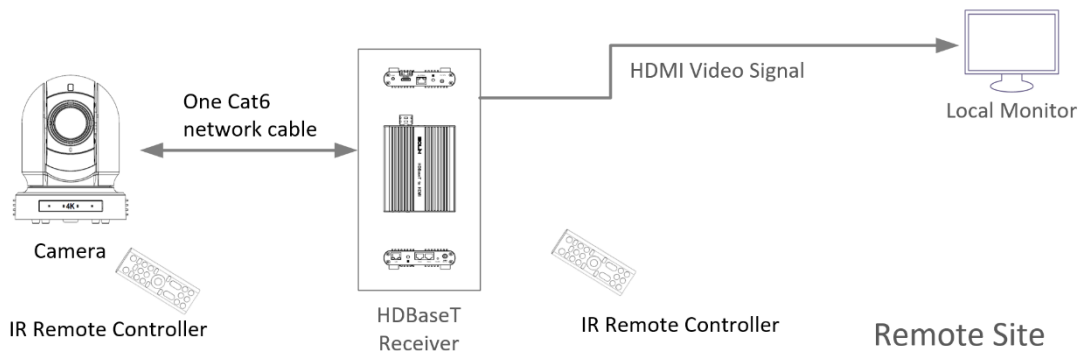 One Cat6
network cable
HDMI Video Signal
Local Monitor
4K
Camera
IR Remote Controller
HDBaseT
Receiver
IR Remote Controller
Remote Site